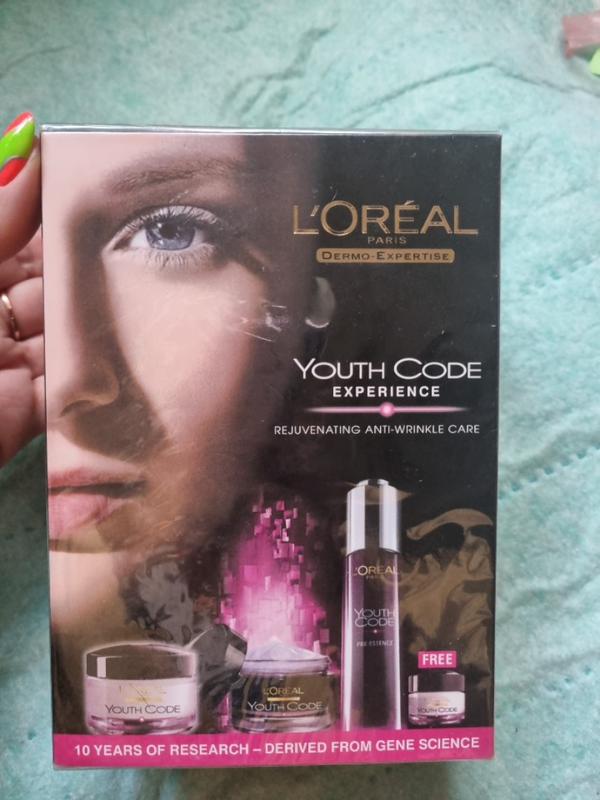 L'ORÉAL
PARIS
DERMO-EXPERTISE
YOUTH CODE
EXPERIENCE
REJUVENATING ANTI-WRINKLE CARE
L'ORÉAL
PARIS
YOUTH
CODE
PRE-ESSENCE
FREE
L'ORÉAL
YOUTH CODE
L'ORÉAL
YOUTH CODE
YOUTH CODE
10 YEARS OF RESEARCH – DERIVED FROM GENE SCIENCE